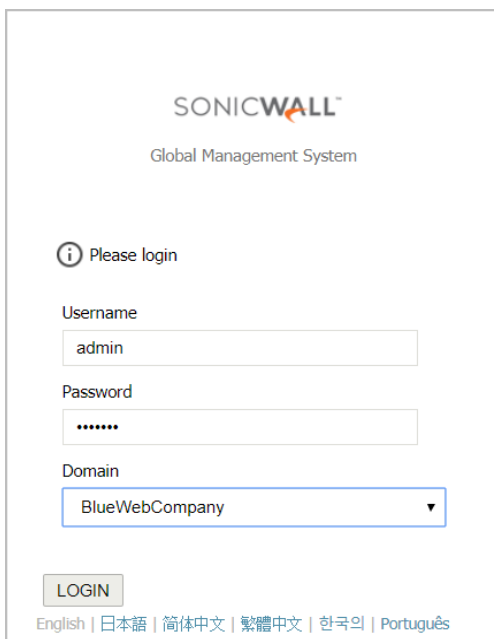 SONICWALL™
Global Management System
Please login
Username
admin
Password
•••••••
Domain
BlueWebCompany
LOGIN
English | 日本語 | 简体中文 | 繁體中文 | 한국의 | Português